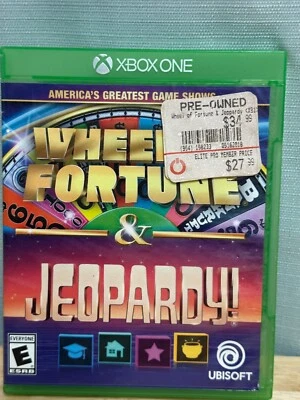 XBOX ONE
AMERICA'S GREATEST GAME SHOWS
PRE-OWNED
Wheel of Fortune & Jeopardy
$34.99
ELITE PRO MEMBER PRICE
$27.99
WHEEL
FORTUNE
&
JEOPARDY!
EVERYONE
E
ESRB
UBISOFT